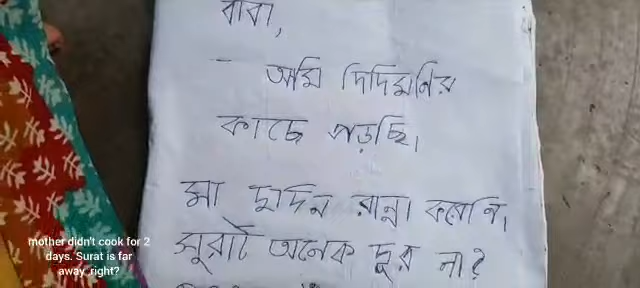 বাবা,
- আমি দিদিমনির
কাছে পড়ছি।
মা দুদিন রান্না করেনি,
সুরাট অনেক দুর না?
mother didn't cook for 2
days. Surat is far
away right?